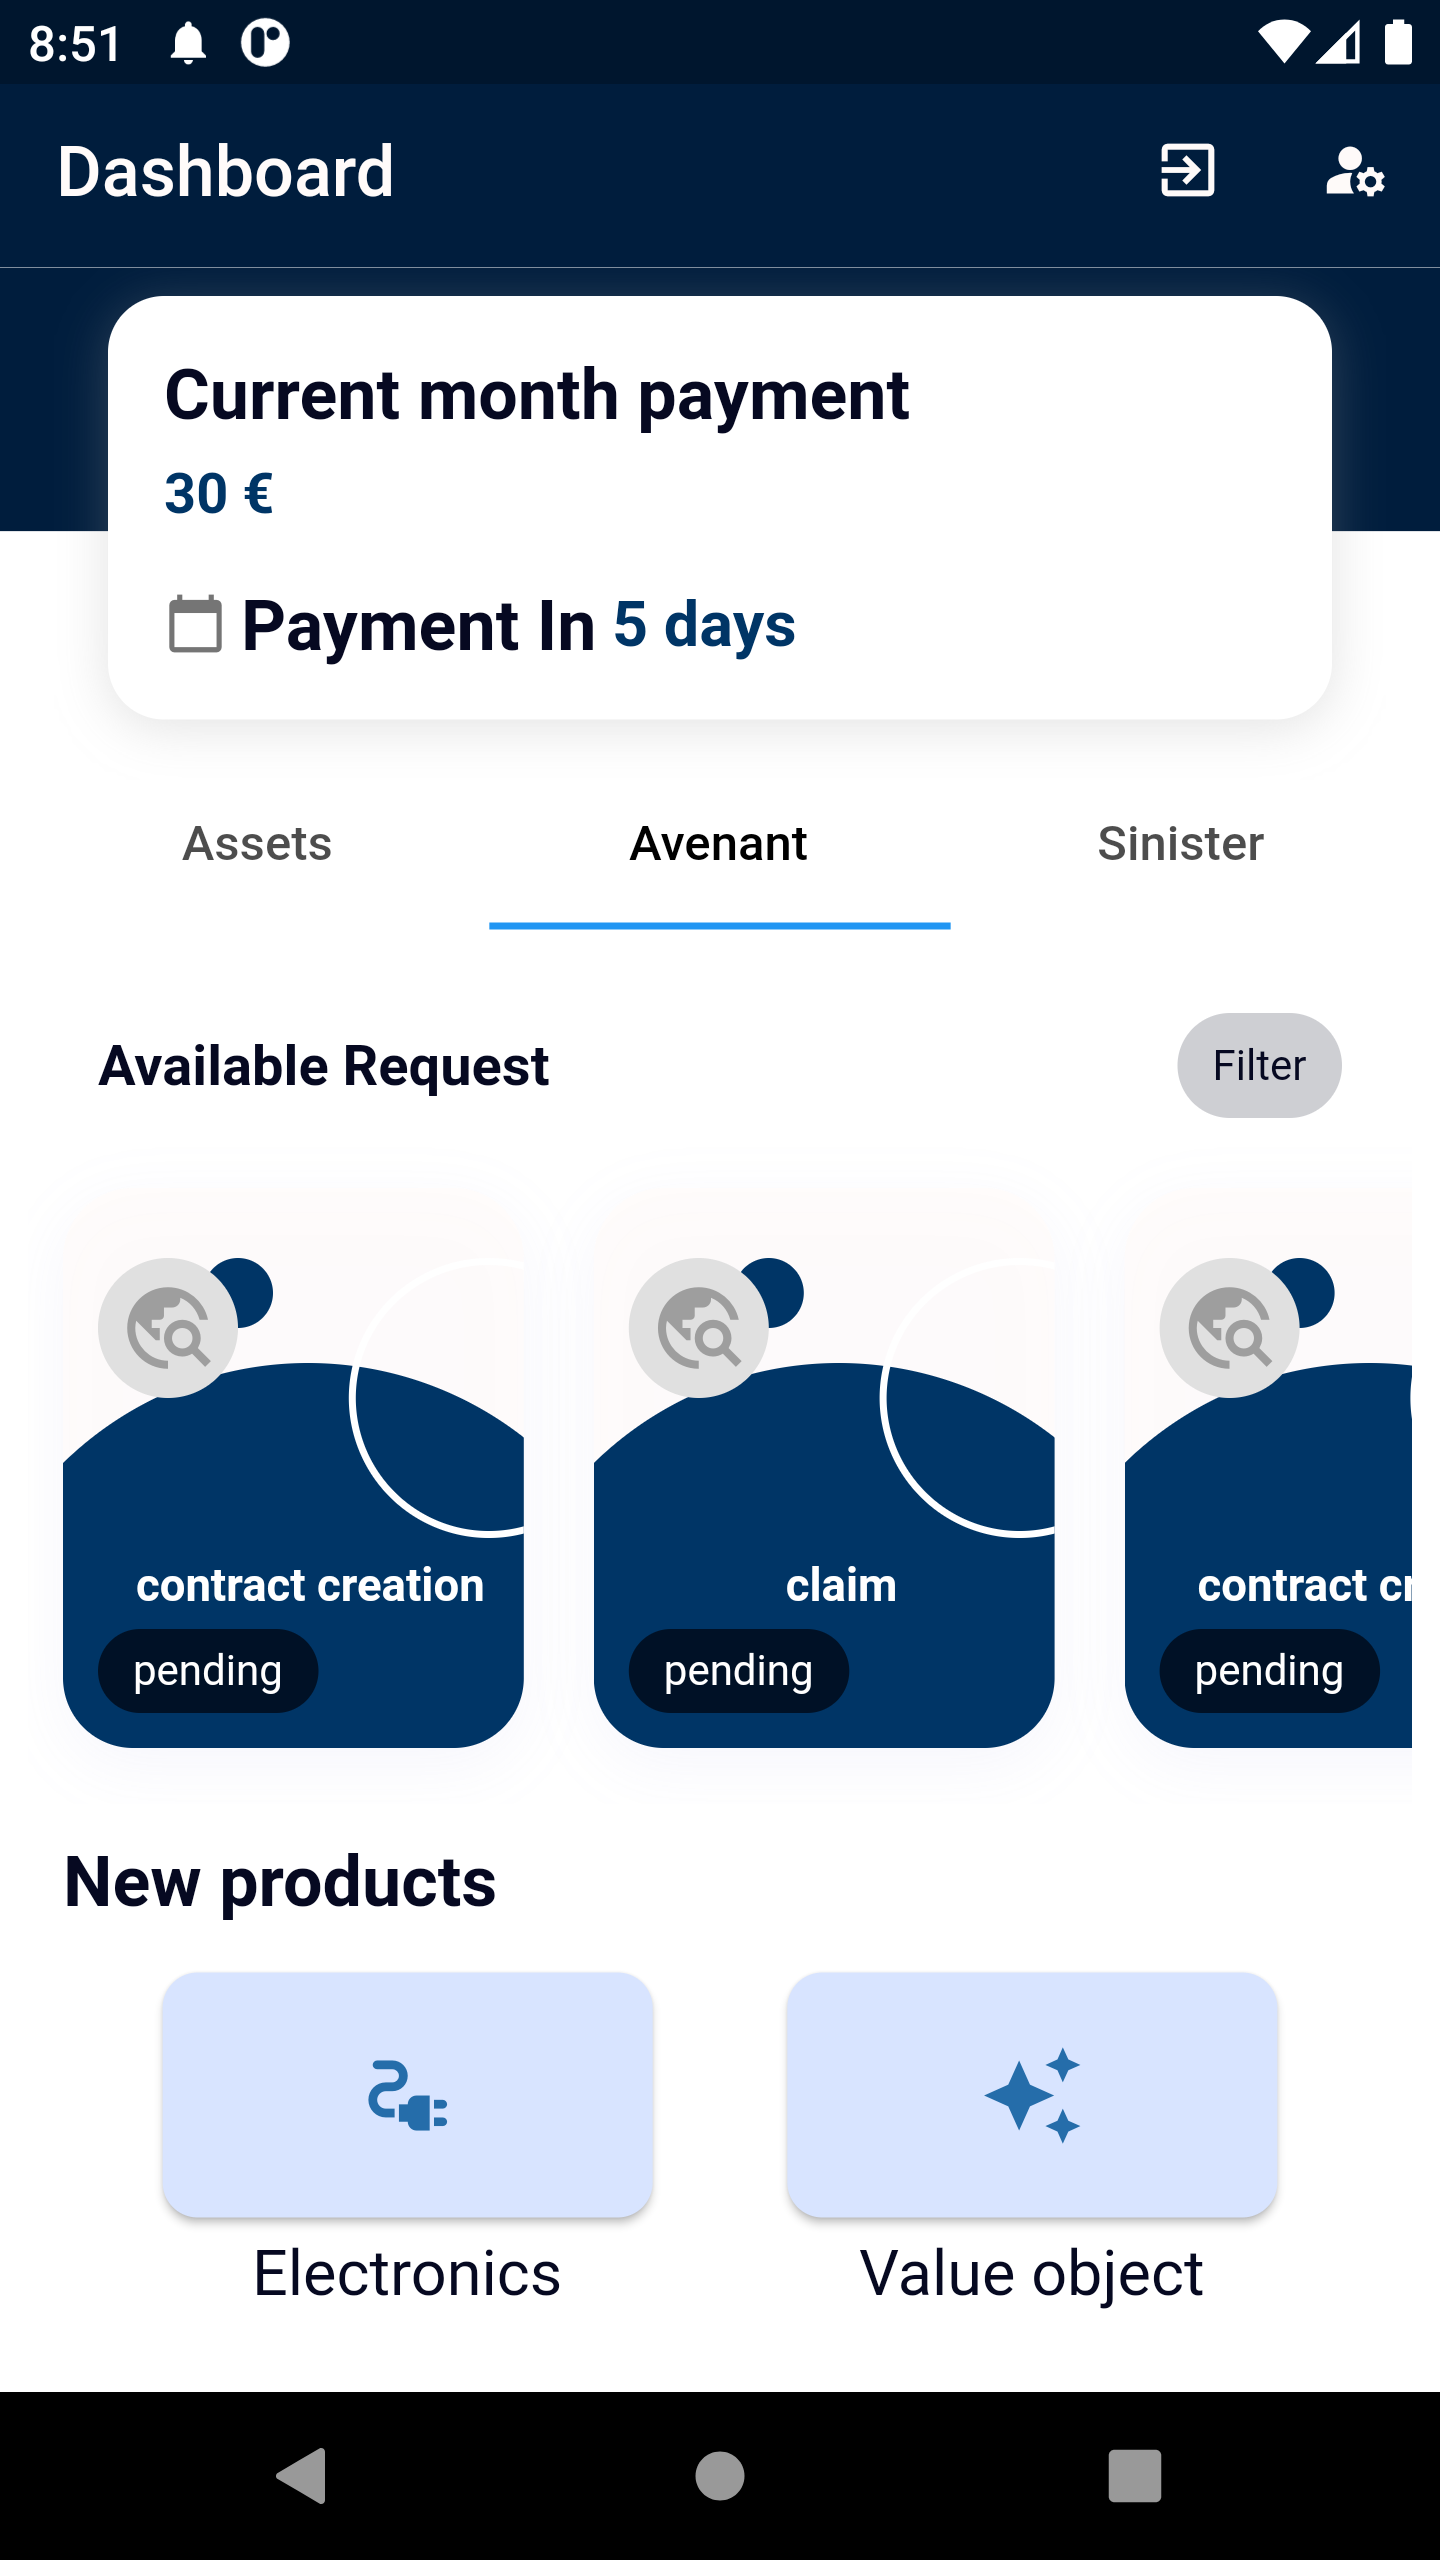 8:51
Dashboard
Current month payment
30 €
Payment In 5 days
Assets Avenant Sinister
Available Request Filter
contract creation claim contract cr
pending pending pending
New products
Electronics Value object